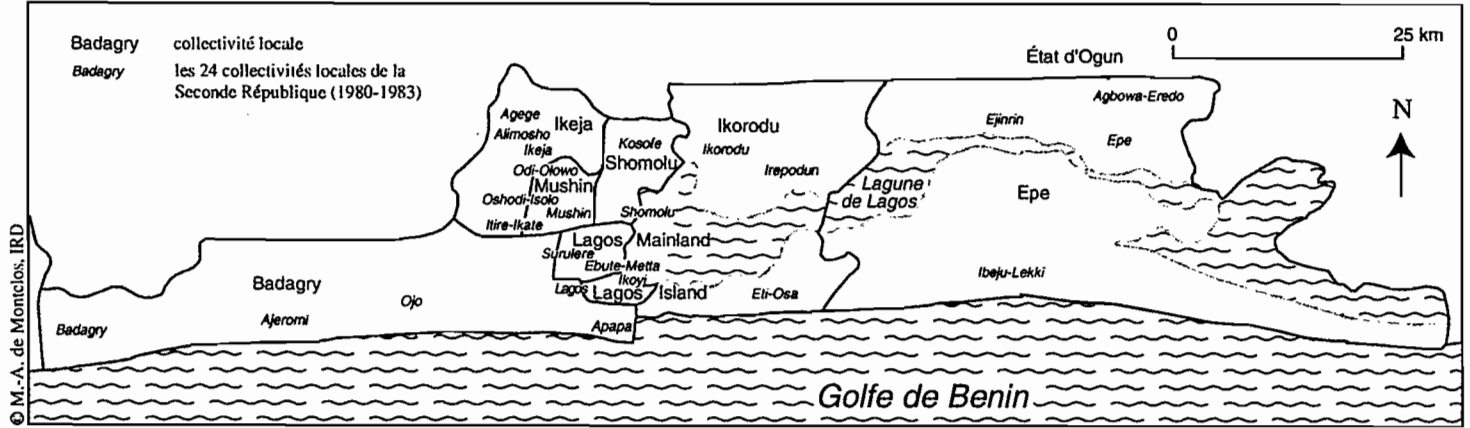 Badagry collectivité locale
Badagry les 24 collectivités locales de la
Seconde République (1980-1983)
0 25 km
État d'Ogun
N
Agbowa-Eredo
Agege
Ikeja
Alimosho
Ikeja
Kosofe
Shomolu
Ikorodu
Ikorodu
Irepodun
Ejinrin
Epe
Odi-Olowo
Mushin
Oshodi-Isolo
Mushin
Itire-Ikate
Shomolu
Lagune
de Lagos
Epe
Lagos Mainland
Surulere
Ebute-Metta
Ikoyi
Lagos
Lagos Island
Eti-Osa
Ibeju-Lekki
Badagry
Ojo
Badagry
Ajeromi
Apapa
Golfe de Benin
© M.-A. de Montclos, IRD